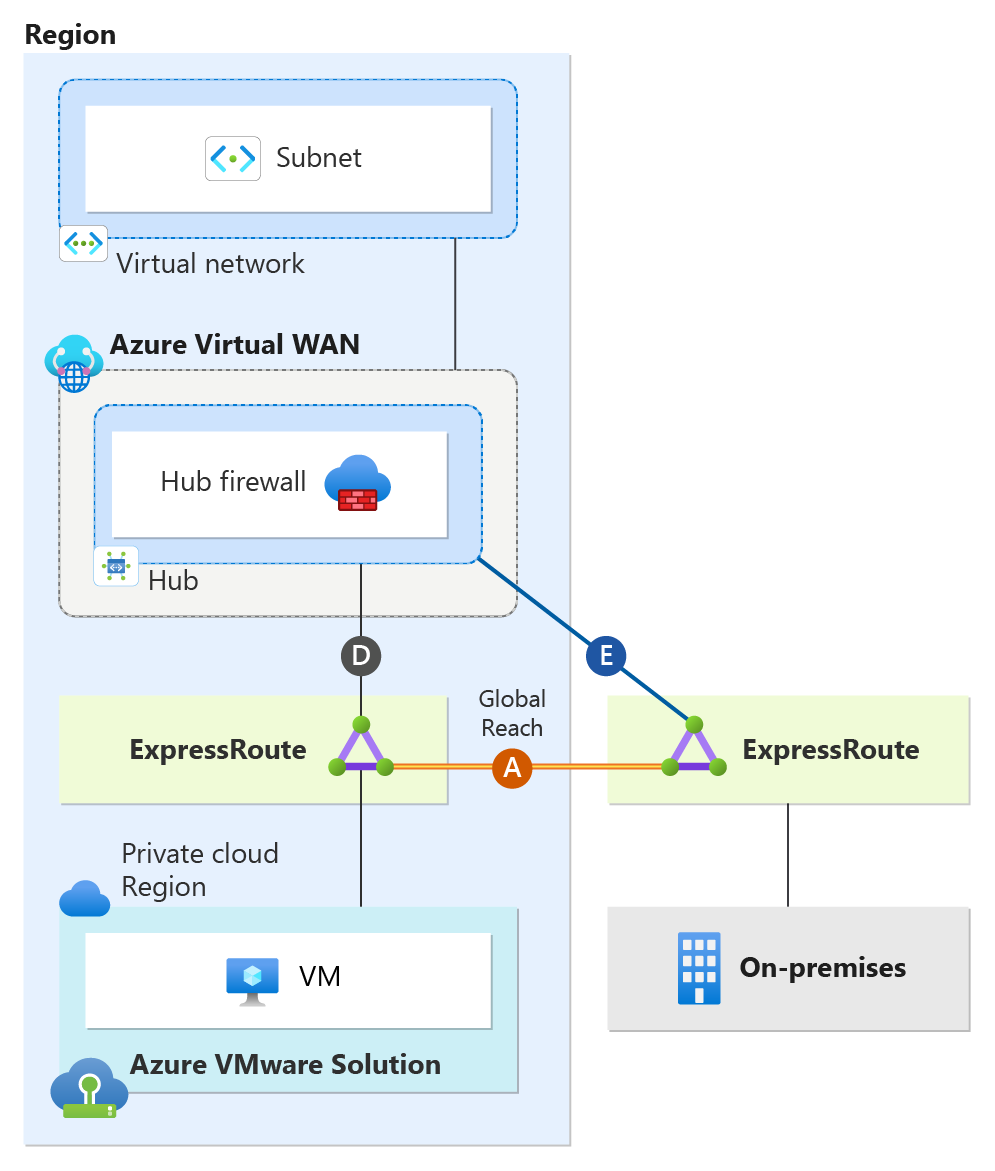 Region
Subnet
Virtual network
Azure Virtual WAN
Hub firewall
Hub
D
E
Global
Reach
ExpressRoute
A
ExpressRoute
Private cloud
Region
VM
On-premises
Azure VMware Solution